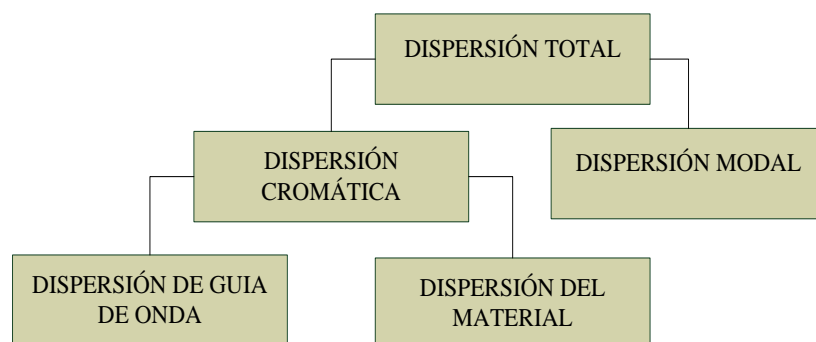 DISPERSIÓN TOTAL
DISPERSIÓN
CROMÁTICA
DISPERSIÓN MODAL
DISPERSIÓN DE GUIA
DE ONDA
DISPERSIÓN DEL
MATERIAL